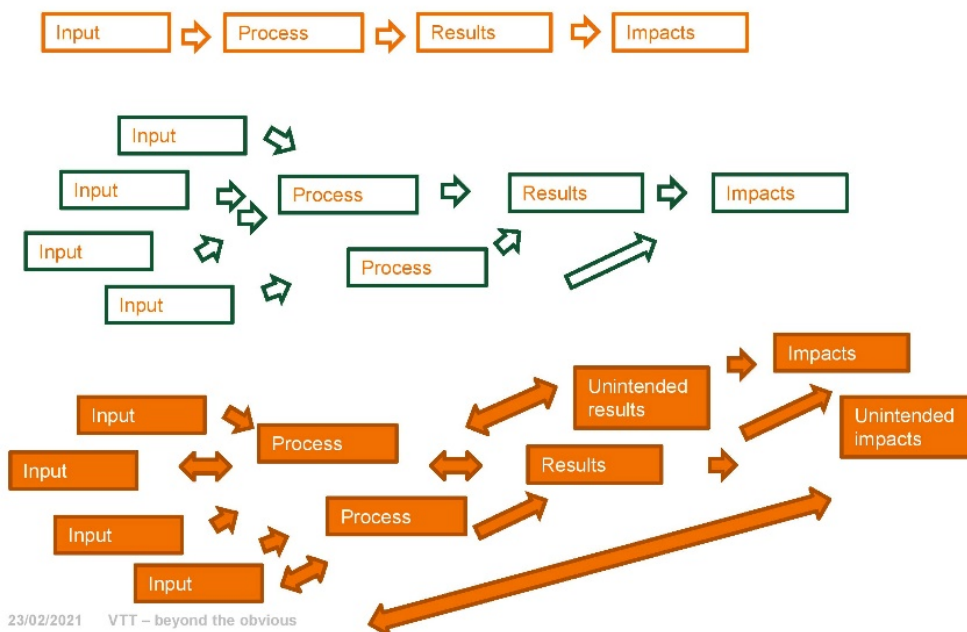 Input
Process
Results
Impacts
Input
Input
Process
Results
Impacts
Input
Process
Input
Impacts
Unintended
results
Input
Unintended
impacts
Process
Input
Results
Process
Input
Input
23/02/2021 VTT – beyond the obvious